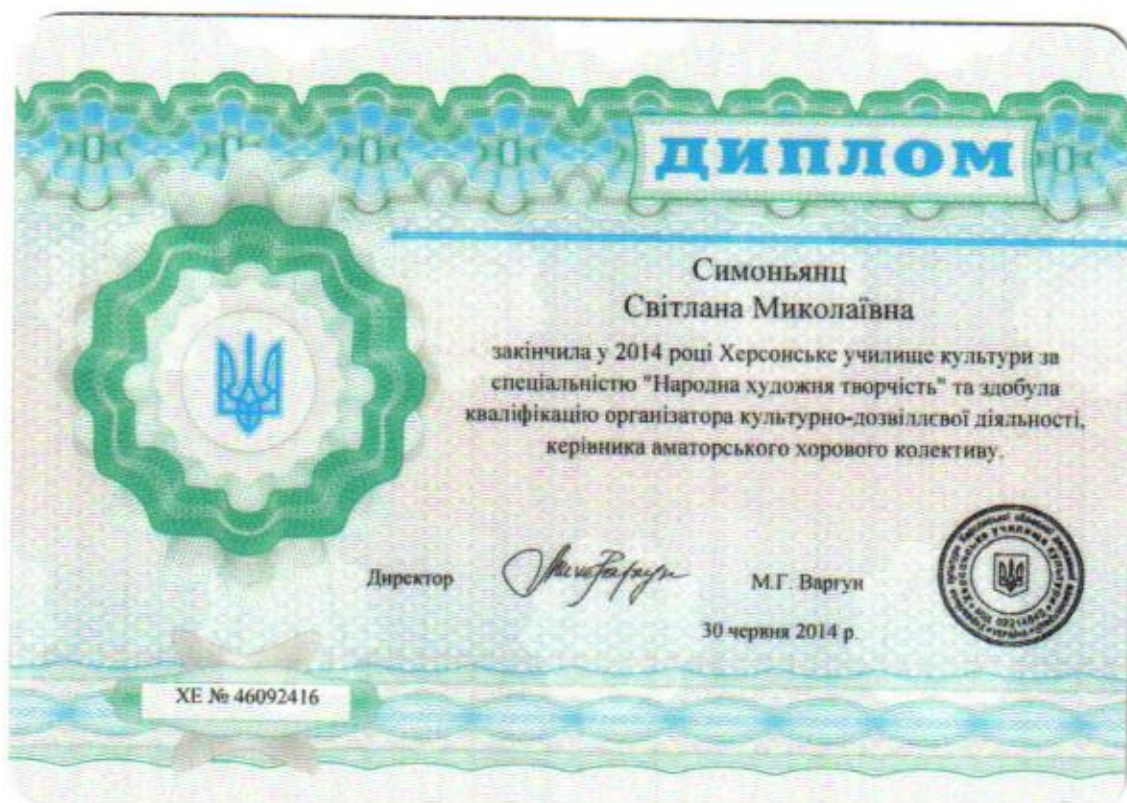 ДИПЛОМ
Симоньянц
Світлана Миколаївна
закінчила у 2014 році Херсонське училище культури за
спеціальністю "Народна художня творчість" та здобула
кваліфікацію організатора культурно-дозвіллєвої діяльності,
керівника аматорського хорового колективу.
Директор
М.Г. Варгун
30 червня 2014 р.
ХЕ № 46092416